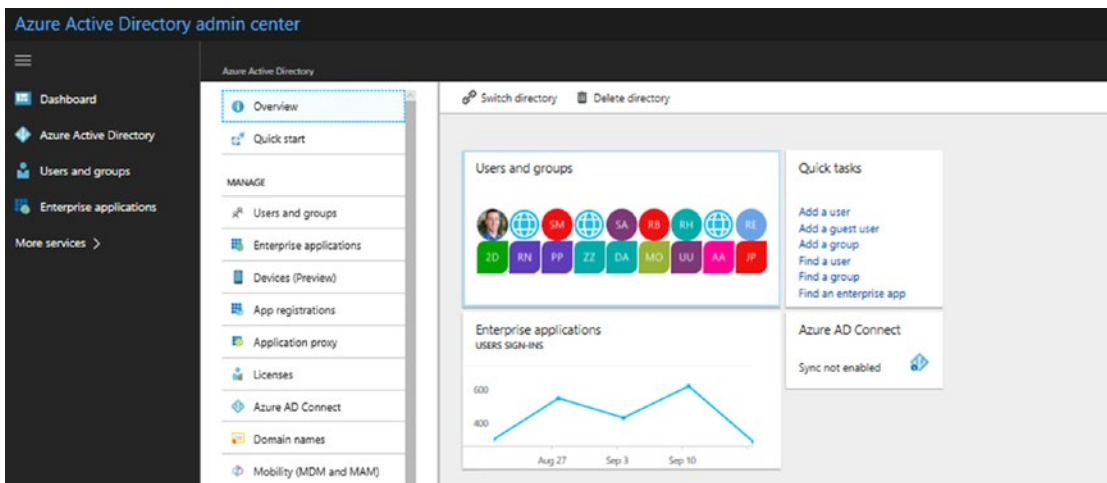 Azure Active Directory admin center
Azure Active Directory
Dashboard
Azure Active Directory
Users and groups
Enterprise applications
More services >
Overview
Quick start
MANAGE
Users and groups
Enterprise applications
Devices (Preview)
App registrations
Application proxy
Licenses
Azure AD Connect
Domain names
Mobility (MDM and MAM)
Switch directory Delete directory
Users and groups
SM SA RB RH RE
2D RN PP ZZ DA MO UU AA JP
Quick tasks
Add a user
Add a guest user
Add a group
Find a user
Find a group
Find an enterprise app
Enterprise applications
USERS SIGN-INS
600
400
Aug 27 Sep 3 Sep 10
Azure AD Connect
Sync not enabled